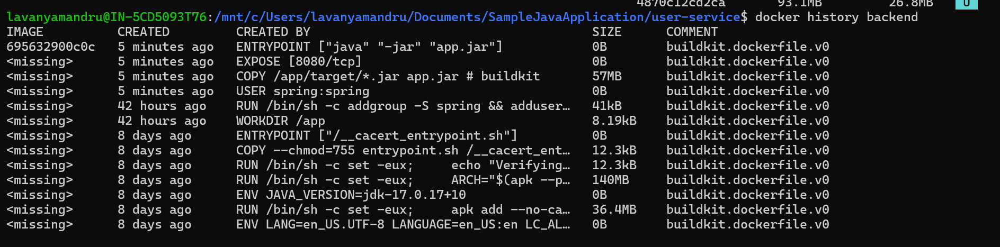 4870c12cd2ca 93.1MB 26.8MB U
lavanyamandru@IN-5CD5093T76:/mnt/c/Users/lavanyamandru/Documents/SampleJavaApplication/user-service$ docker history backend
IMAGE CREATED CREATED BY SIZE COMMENT
695632900c0c 5 minutes ago ENTRYPOINT ["java" "-jar" "app.jar"] 0B buildkit.dockerfile.v0
<missing> 5 minutes ago EXPOSE [8080/tcp] 0B buildkit.dockerfile.v0
<missing> 5 minutes ago COPY /app/target/*.jar app.jar # buildkit 57MB buildkit.dockerfile.v0
<missing> 5 minutes ago USER spring:spring 0B buildkit.dockerfile.v0
<missing> 42 hours ago RUN /bin/sh -c addgroup -S spring && adduser… 41kB buildkit.dockerfile.v0
<missing> 42 hours ago WORKDIR /app 8.19kB buildkit.dockerfile.v0
<missing> 8 days ago ENTRYPOINT ["/__cacert_entrypoint.sh"] 0B buildkit.dockerfile.v0
<missing> 8 days ago COPY --chmod=755 entrypoint.sh /__cacert_ent… 12.3kB buildkit.dockerfile.v0
<missing> 8 days ago RUN /bin/sh -c set -eux; echo "Verifying… 12.3kB buildkit.dockerfile.v0
<missing> 8 days ago RUN /bin/sh -c set -eux; ARCH="$(apk --p… 140MB buildkit.dockerfile.v0
<missing> 8 days ago ENV JAVA_VERSION=jdk-17.0.17+10 0B buildkit.dockerfile.v0
<missing> 8 days ago RUN /bin/sh -c set -eux; apk add --no-ca… 36.4MB buildkit.dockerfile.v0
<missing> 8 days ago ENV LANG=en_US.UTF-8 LANGUAGE=en_US:en LC_AL… 0B buildkit.dockerfile.v0